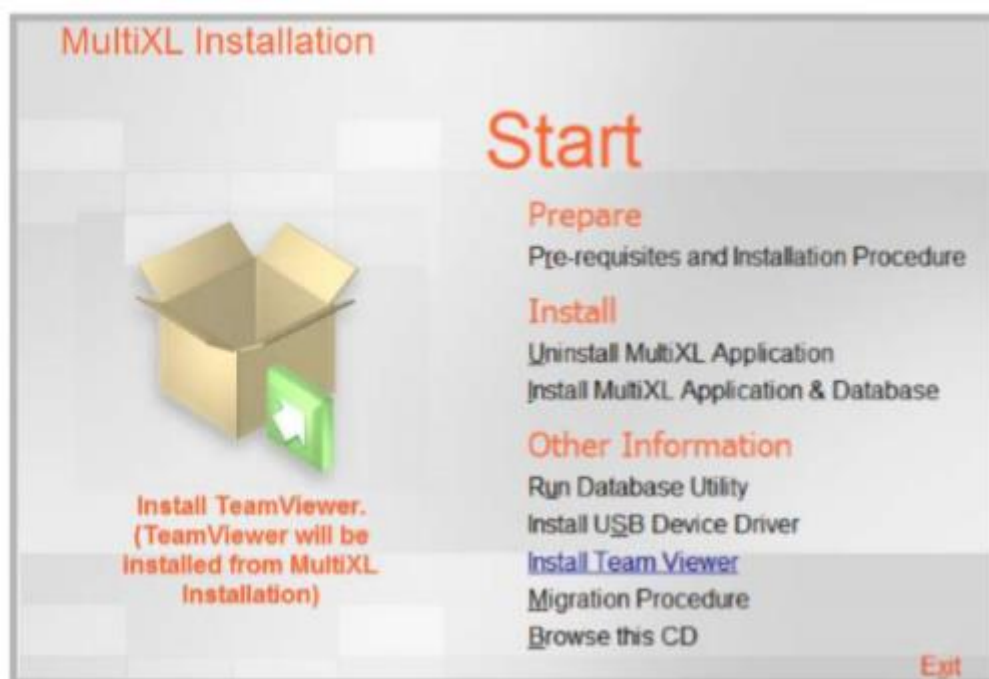 MultiXL Installation
Start
Prepare
Pre-requisites and Installation Procedure
Install
Uninstall MultiXL Application
Install MultiXL Application & Database
Other Information
Run Database Utility
Install USB Device Driver
Install Team Viewer
Migration Procedure
Browse this CD
Install TeamViewer.
(TeamViewer will be
installed from MultiXL
Installation)
Exit